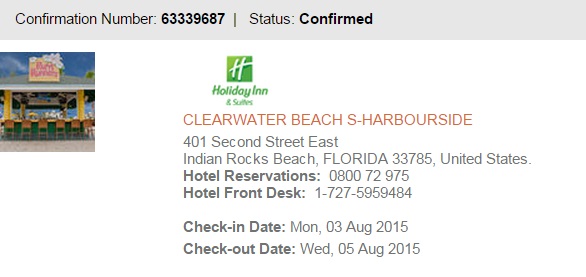 Confirmation Number: 63339687 | Status: Confirmed
Holiday Inn
& Suites
CLEARWATER BEACH S-HARBOURSIDE
401 Second Street East
Indian Rocks Beach, FLORIDA 33785, United States.
Hotel Reservations: 0800 72 975
Hotel Front Desk: 1-727-5959484
Check-in Date: Mon, 03 Aug 2015
Check-out Date: Wed, 05 Aug 2015